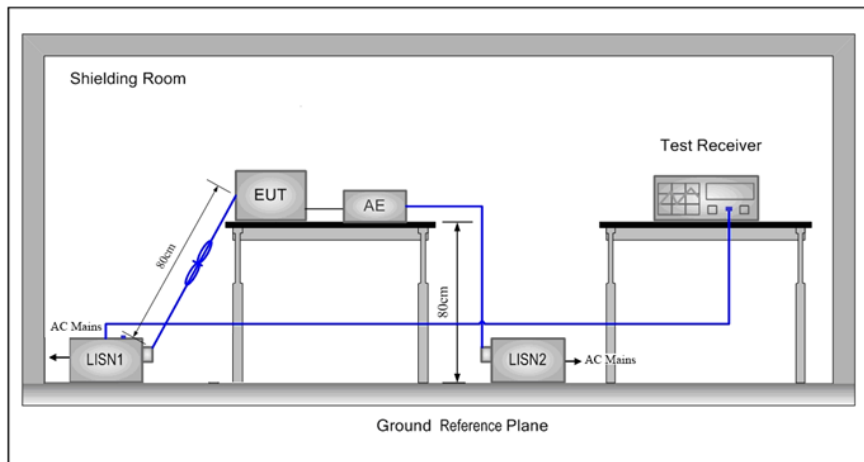 Shielding Room
Test Receiver
EUT
AE
80cm
80cm
AC Mains
LISN1
LISN2
AC Mains
Ground Reference Plane